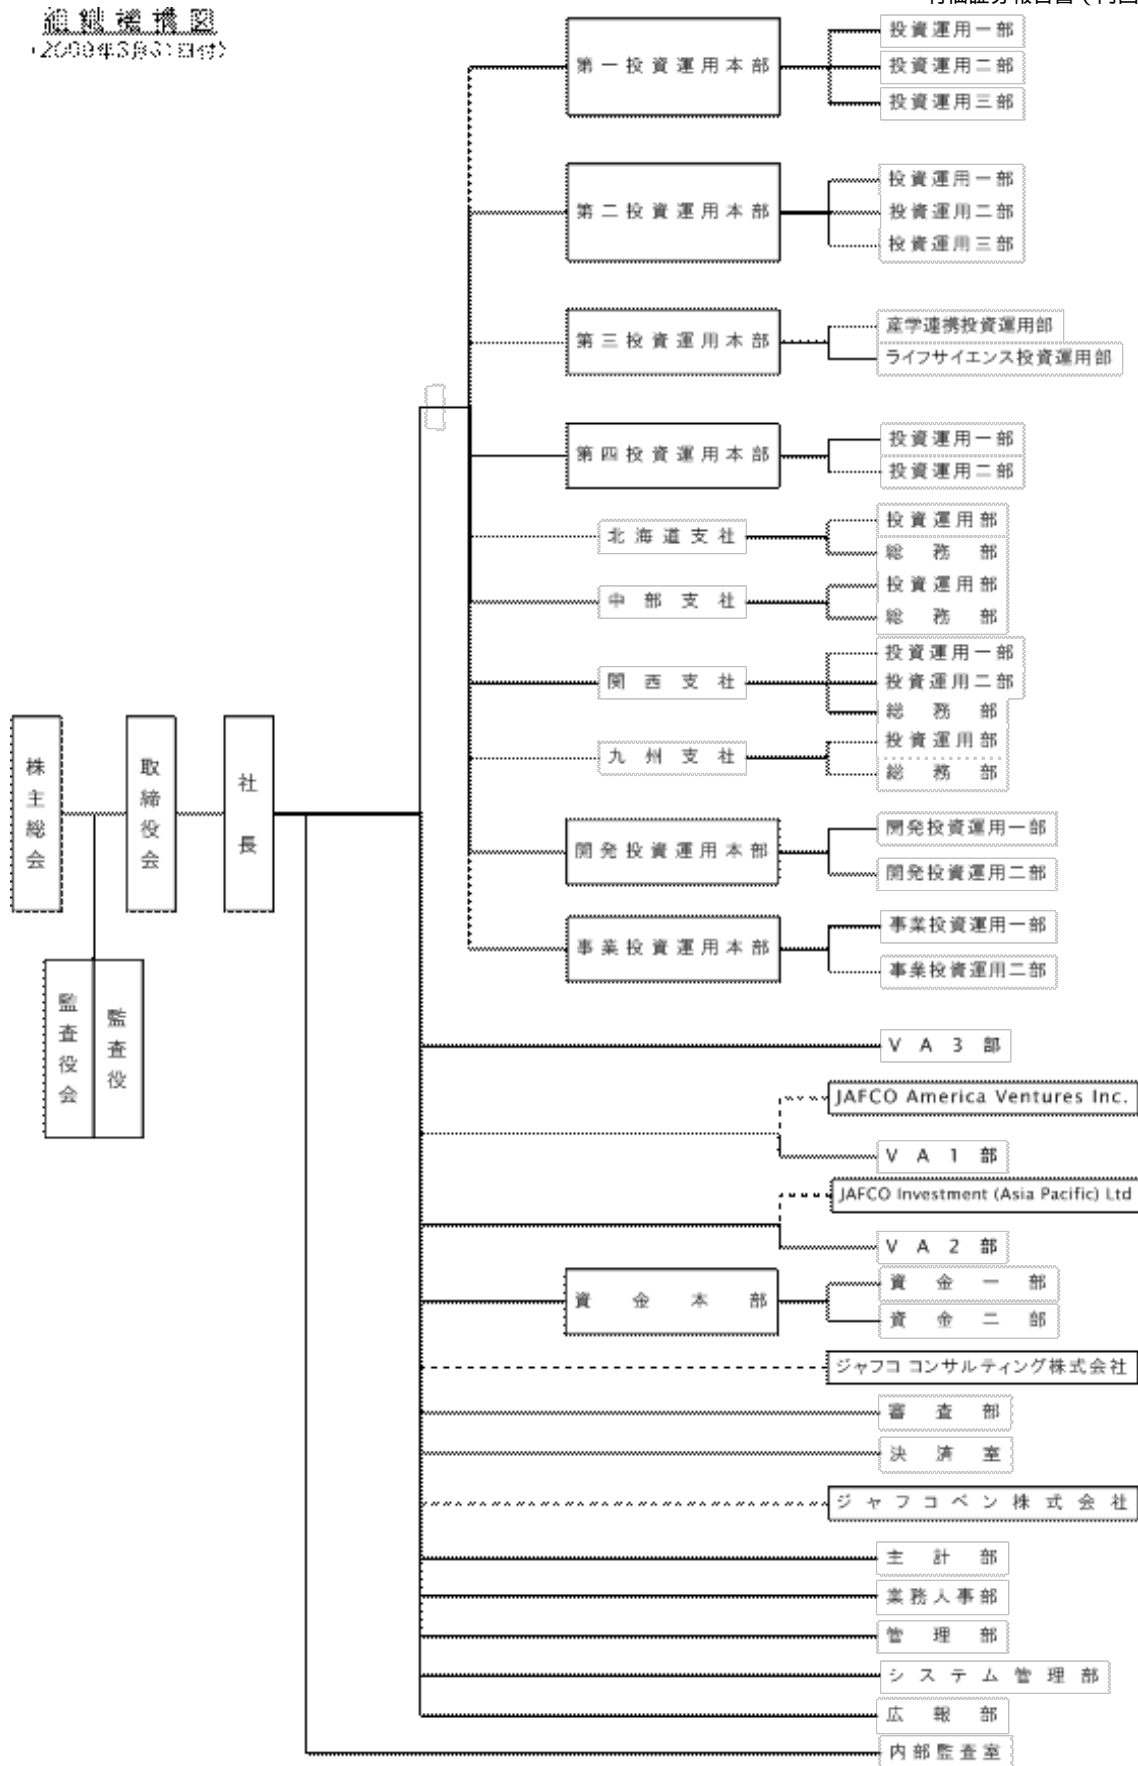 組織機構図
第一投資運用本部
投資運用一部
投資運用二部
投資運用三部
第二投資運用本部
投資運用一部
投資運用二部
投資運用三部
第三投資運用本部
産学連携投資運用部
ライフサイエンス投資運用部
第四投資運用本部
投資運用一部
投資運用二部
北海道支社
投資運用部
総務部
中部支社
投資運用部
総務部
関西支社
投資運用一部
投資運用二部
総務部
九州支社
投資運用部
総務部
株主総会
取締役会
社長
監査役会
監査役
開発投資運用本部
開発投資運用一部
開発投資運用二部
事業投資運用本部
事業投資運用一部
事業投資運用二部
VA3部
JAFCO America Ventures Inc.
VA1部
JAFCO Investment (Asia Pacific) Ltd
VA2部
資金本部
資金一部
資金二部
ジャフココンサルティング株式会社
審査部
決済室
ジャフコベン株式会社
主計部
業務人事部
管理部
システム管理部
広報部
内部監査室